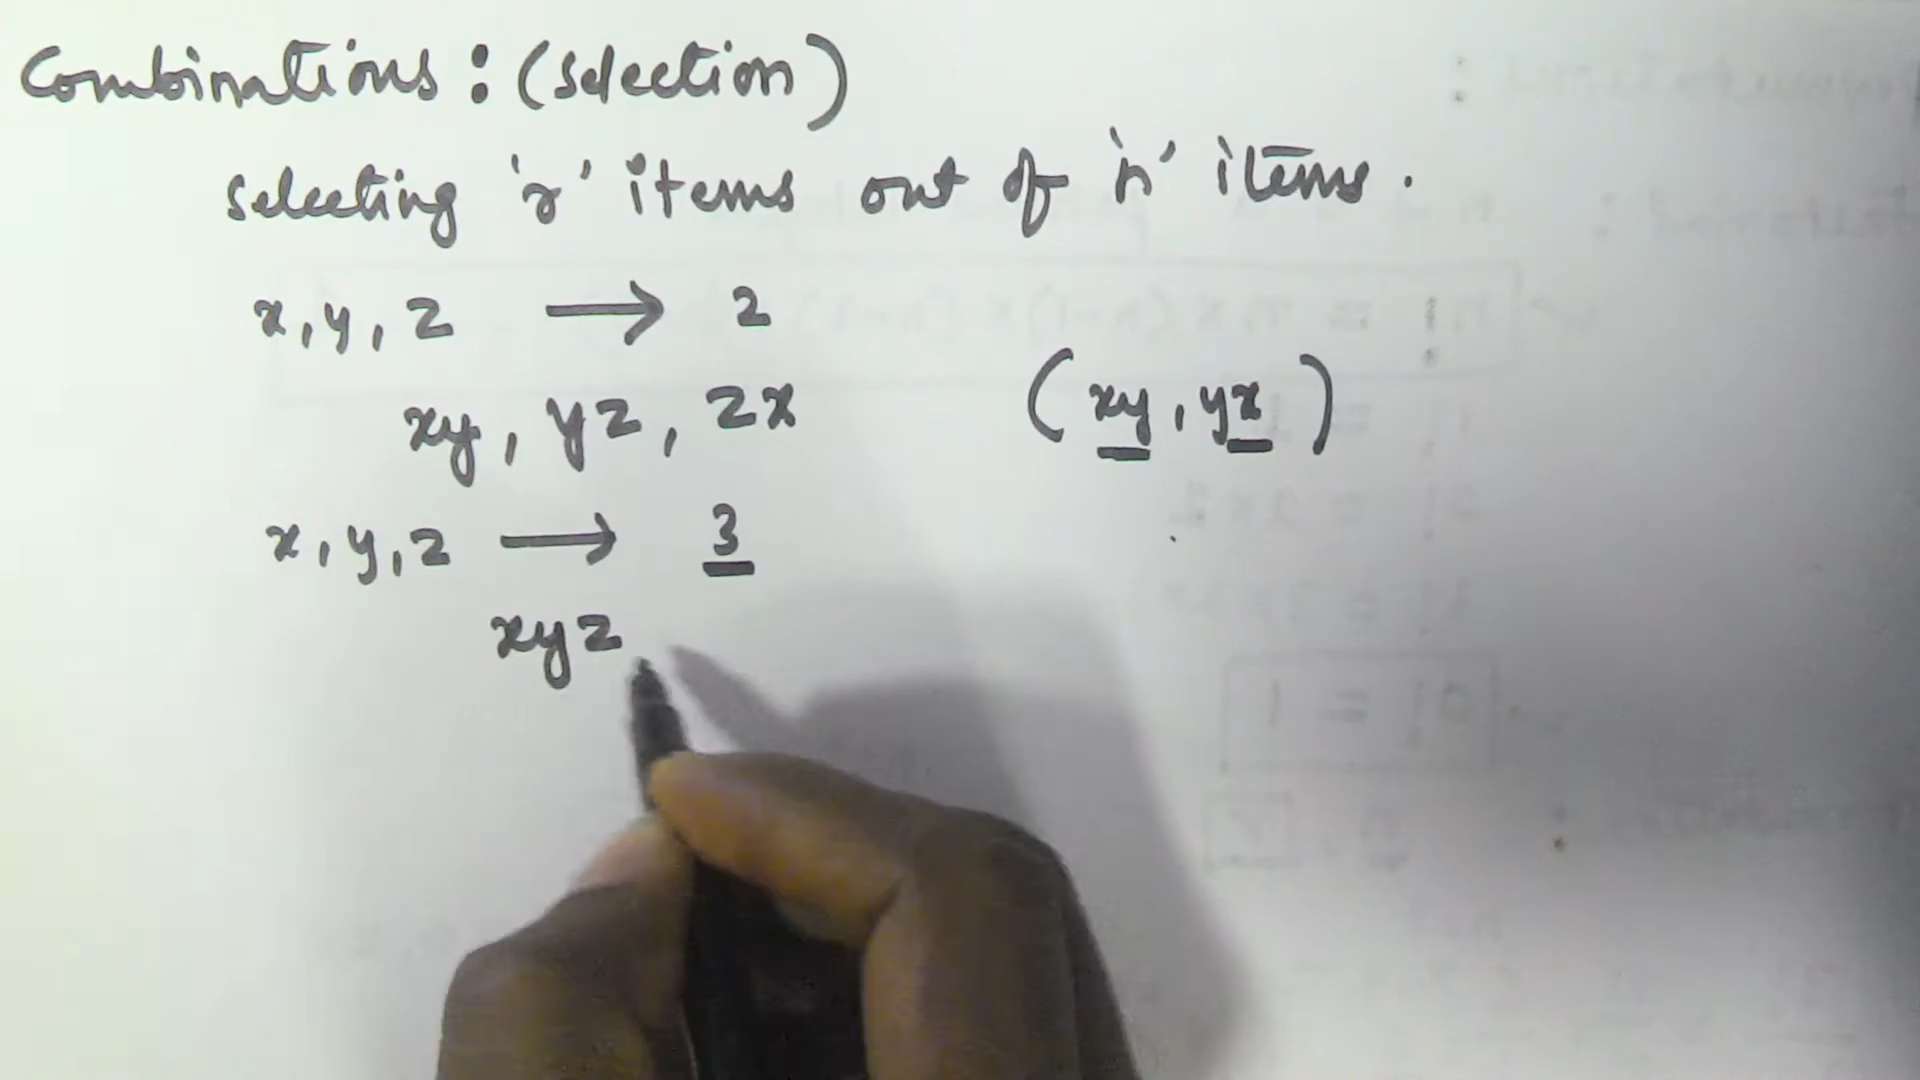 Combinations : (selection)
selecting 'r' items out of 'n' items.
x, y, z → 2
xy, yz, zx (xy, yx)
x, y, z → 3
xyz